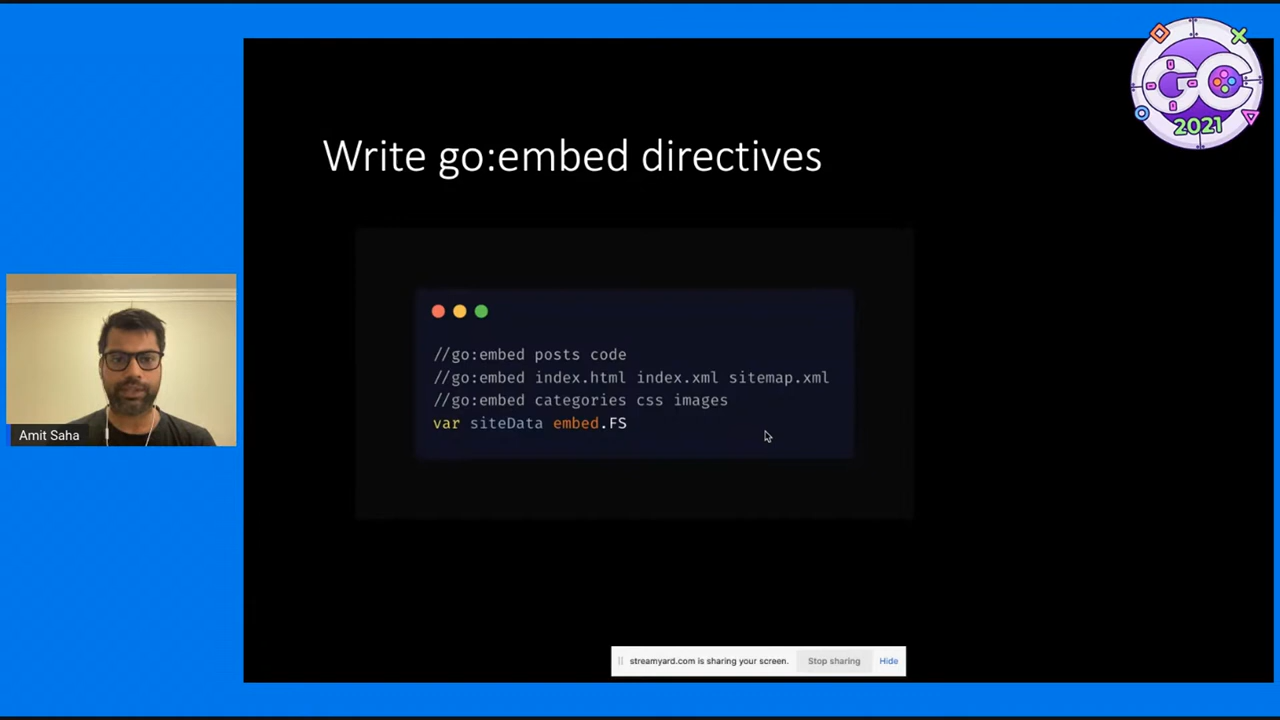 GC
2021
Write go:embed directives
//go:embed posts code
//go:embed index.html index.xml sitemap.xml
//go:embed categories css images
var siteData embed.FS
Amit Saha
streamyard.com is sharing your screen.
Stop sharing
Hide